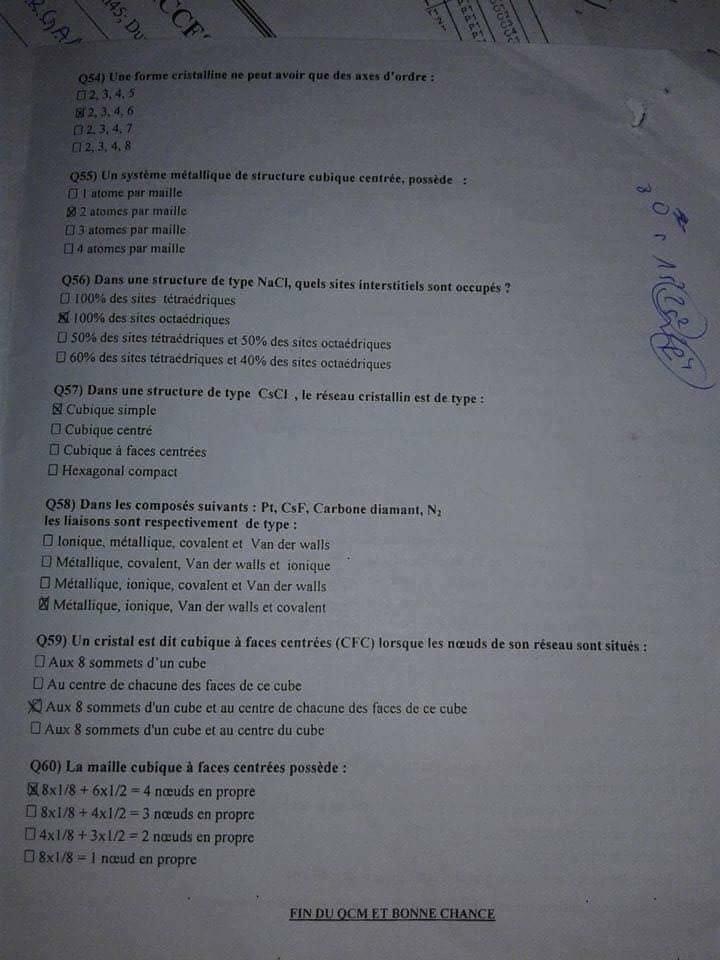 CCF
145; Du
Q54) Une forme cristalline ne peut avoir que des axes d'ordre :
☐ 2, 3, 4, 5
☒ 2, 3, 4, 6
☐ 2, 3, 4, 7
☐ 2, 3, 4, 8
Q55) Un système métallique de structure cubique centrée, possède :
☐ 1 atome par maille
☒ 2 atomes par maille
☐ 3 atomes par maille
☐ 4 atomes par maille
Q56) Dans une structure de type NaCl, quels sites interstitiels sont occupés ?
☐ 100% des sites tétraédriques
☒ 100% des sites octaédriques
☐ 50% des sites tétraédriques et 50% des sites octaédriques
☐ 60% des sites tétraédriques et 40% des sites octaédriques
Q57) Dans une structure de type CsCl , le réseau cristallin est de type :
☒ Cubique simple
☐ Cubique centré
☐ Cubique à faces centrées
☐ Hexagonal compact
Q58) Dans les composés suivants : Pt, CsF, Carbone diamant, N₂
les liaisons sont respectivement de type :
☐ Ionique, métallique, covalent et Van der walls
☐ Métallique, covalent, Van der walls et ionique
☐ Métallique, ionique, covalent et Van der walls
☒ Métallique, ionique, Van der walls et covalent
Q59) Un cristal est dit cubique à faces centrées (CFC) lorsque les nœuds de son réseau sont situés :
☐ Aux 8 sommets d'un cube
☐ Au centre de chacune des faces de ce cube
☒ Aux 8 sommets d'un cube et au centre de chacune des faces de ce cube
☐ Aux 8 sommets d'un cube et au centre du cube
Q60) La maille cubique à faces centrées possède :
☒ 8x1/8 + 6x1/2 = 4 nœuds en propre
☐ 8x1/8 + 4x1/2 = 3 nœuds en propre
☐ 4x1/8 + 3x1/2 = 2 nœuds en propre
☐ 8x1/8 = 1 nœud en propre
FIN DU QCM ET BONNE CHANCE